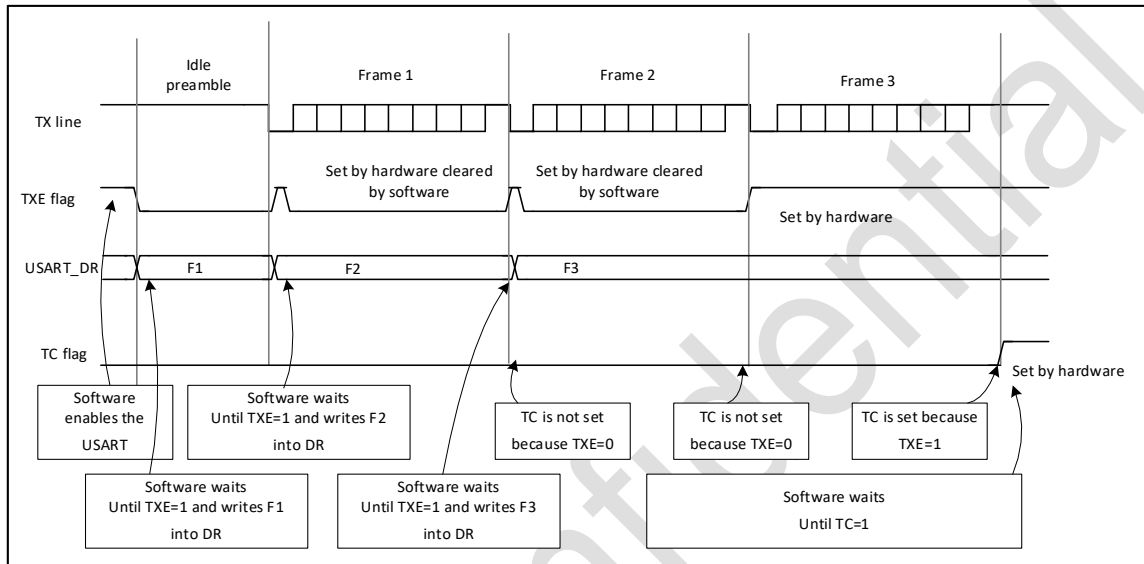 Idle
preamble
Frame 1
Frame 2
Frame 3
TX line
Set by hardware cleared
by software
Set by hardware cleared
by software
TXE flag
Set by hardware
USART_DR
F1
F2
F3
TC flag
Set by hardware
Software
enables the
USART
Software waits
Until TXE=1 and writes F2
into DR
TC is not set
because TXE=0
TC is not set
because TXE=0
TC is set because
TXE=1
Software waits
Until TXE=1 and writes F1
into DR
Software waits
Until TXE=1 and writes F3
into DR
Software waits
Until TC=1
fidential